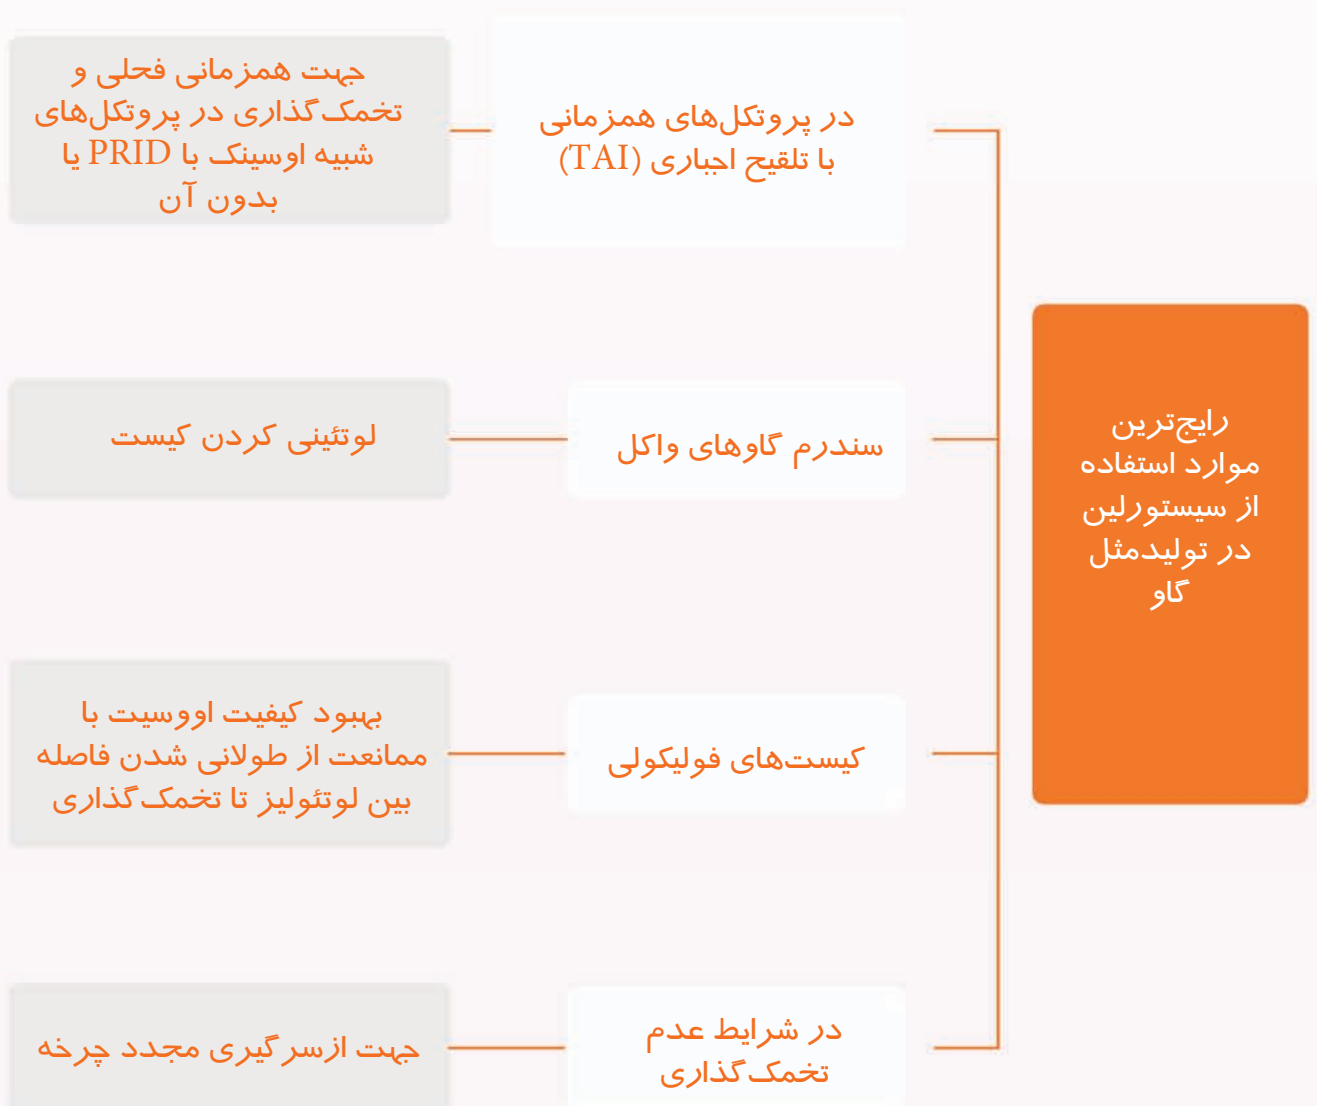 رایج‌ترین
موارد استفاده
از سیستورلین
در تولیدمثل
گاو
در پروتکل‌های همزمانی
با تلقیح اجباری (TAI)
جهت همزمانی فحلی و
تخمک‌گذاری در پروتکل‌های
شبیه اوسینک با PRID یا
بدون آن
سندرم گاوهای واکل
لوتئینی کردن کیست
کیست‌های فولیکولی
بهبود کیفیت اووسیت با
ممانعت از طولانی شدن فاصله
بین لوتئولیز تا تخمک‌گذاری
در شرایط عدم
تخمک‌گذاری
جهت ازسرگیری مجدد چرخه